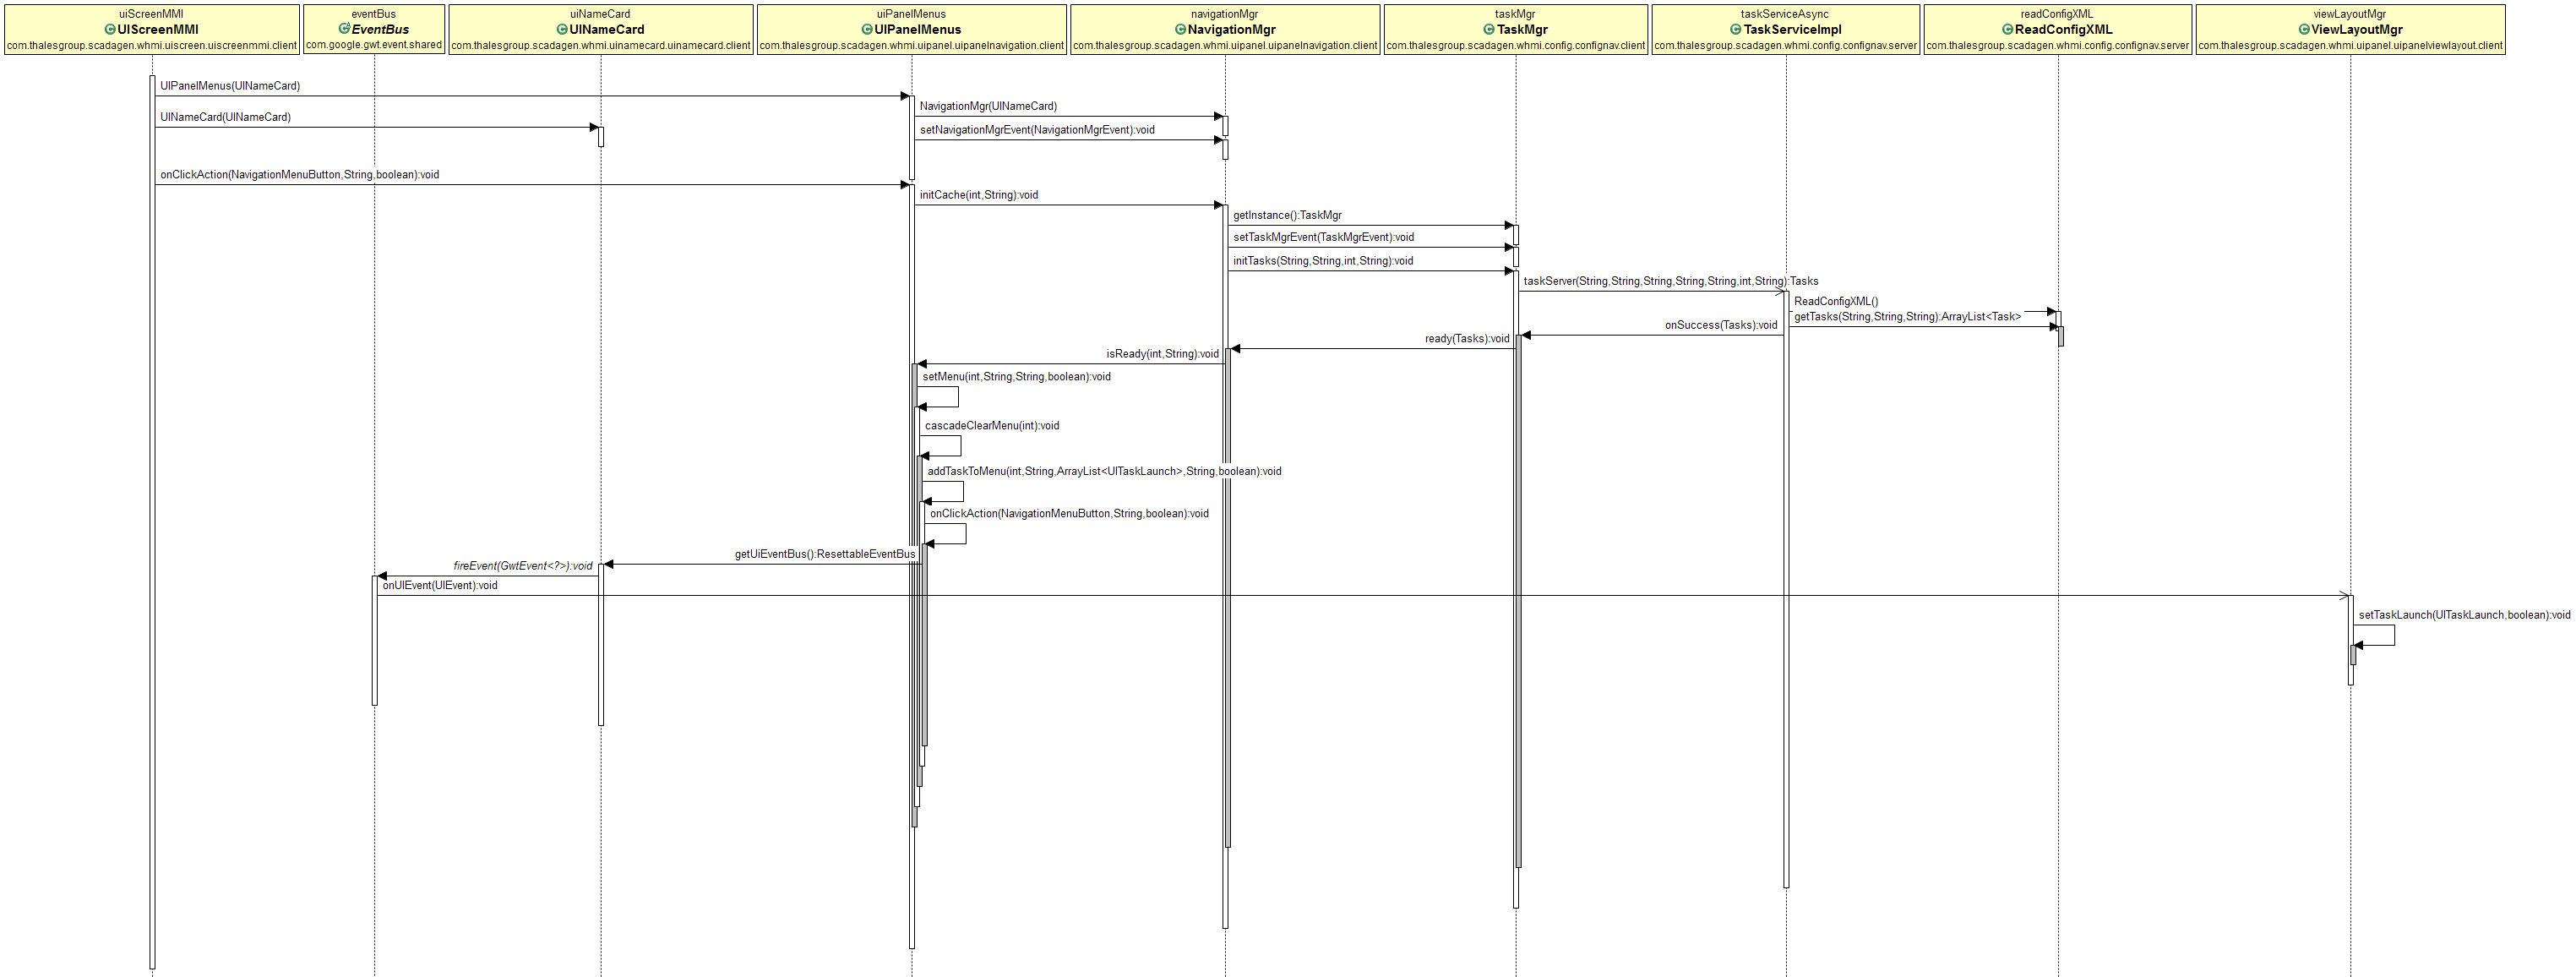 uiScreenMMI
UIScreenMMI
com.thalesgroup.scadagen.whmi.uiscreen.uiscreenmmi.client
eventBus
EventBus
com.google.gwt.event.shared
uiNameCard
UINameCard
com.thalesgroup.scadagen.whmi.uinamecard.uinamecard.client
uiPanelMenus
UIPanelMenus
com.thalesgroup.scadagen.whmi.uipanel.uipanelnavigation.client
navigationMgr
NavigationMgr
com.thalesgroup.scadagen.whmi.uipanel.uipanelnavigation.client
taskMgr
TaskMgr
com.thalesgroup.scadagen.whmi.config.confignav.client
taskServiceAsync
TaskServiceImpl
com.thalesgroup.scadagen.whmi.config.confignav.server
readConfigXML
ReadConfigXML
com.thalesgroup.scadagen.whmi.config.confignav.server
viewLayoutMgr
ViewLayoutMgr
com.thalesgroup.scadagen.whmi.uipanel.uipanelviewlayout.client
UIPanelMenus(UINameCard)
NavigationMgr(UINameCard)
UINameCard(UINameCard)
setNavigationMgrEvent(NavigationMgrEvent):void
onClickAction(NavigationMenuButton,String,boolean):void
initCache(int,String):void
getInstance():TaskMgr
setTaskMgrEvent(TaskMgrEvent):void
initTasks(String,String,int,String):void
taskServer(String,String,String,String,String,int,String):Tasks
ReadConfigXML()
getTasks(String,String,String):ArrayList<Task>
onSuccess(Tasks):void
ready(Tasks):void
isReady(int,String):void
setMenu(int,String,String,boolean):void
cascadeClearMenu(int):void
addTaskToMenu(int,String,ArrayList<UITaskLaunch>,String,boolean):void
onClickAction(NavigationMenuButton,String,boolean):void
getUiEventBus():ResettableEventBus
fireEvent(GwtEvent<?>):void
onUIEvent(UIEvent):void
setTaskLaunch(UITaskLaunch,boolean):void